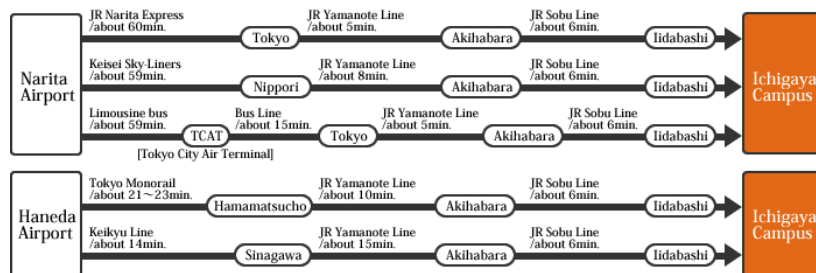 JR Narita Express
/about 60min.
JR Yamanote Line
/about 5min.
JR Sobu Line
/about 6min.
Tokyo
Akihabara
Iidabashi
Keisei Sky-Liners
/about 59min.
JR Yamanote Line
/about 8min.
JR Sobu Line
/about 6min.
Nippori
Akihabara
Iidabashi
Narita
Airport
Ichigaya
Campus
Limousine bus
/about 59min.
Bus Line
/about 15min.
JR Yamanote Line
/about 5min.
JR Sobu Line
/about 6min.
TCAT
Tokyo
Akihabara
Iidabashi
[Tokyo City Air Terminal]
Tokyo Monorail
/about 21~23min.
JR Yamanote Line
/about 10min.
JR Sobu Line
/about 6min.
Hamamatsucho
Akihabara
Iidabashi
Haneda
Airport
Ichigaya
Campus
Keikyu Line
/about 14min.
JR Yamanote Line
/about 15min.
JR Sobu Line
/about 6min.
Sinagawa
Akihabara
Iidabashi